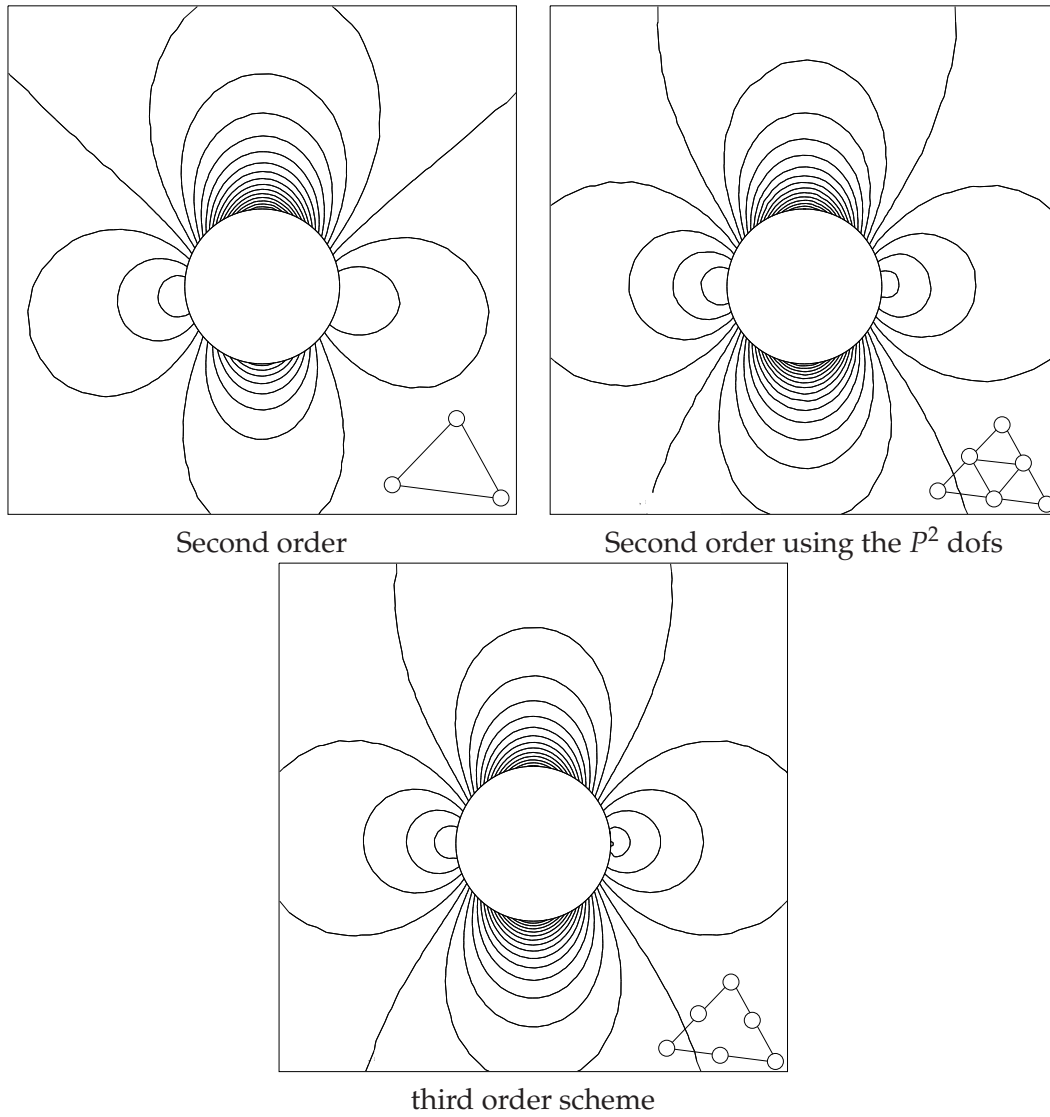 Second order
Second order using the P² dofs
third order scheme